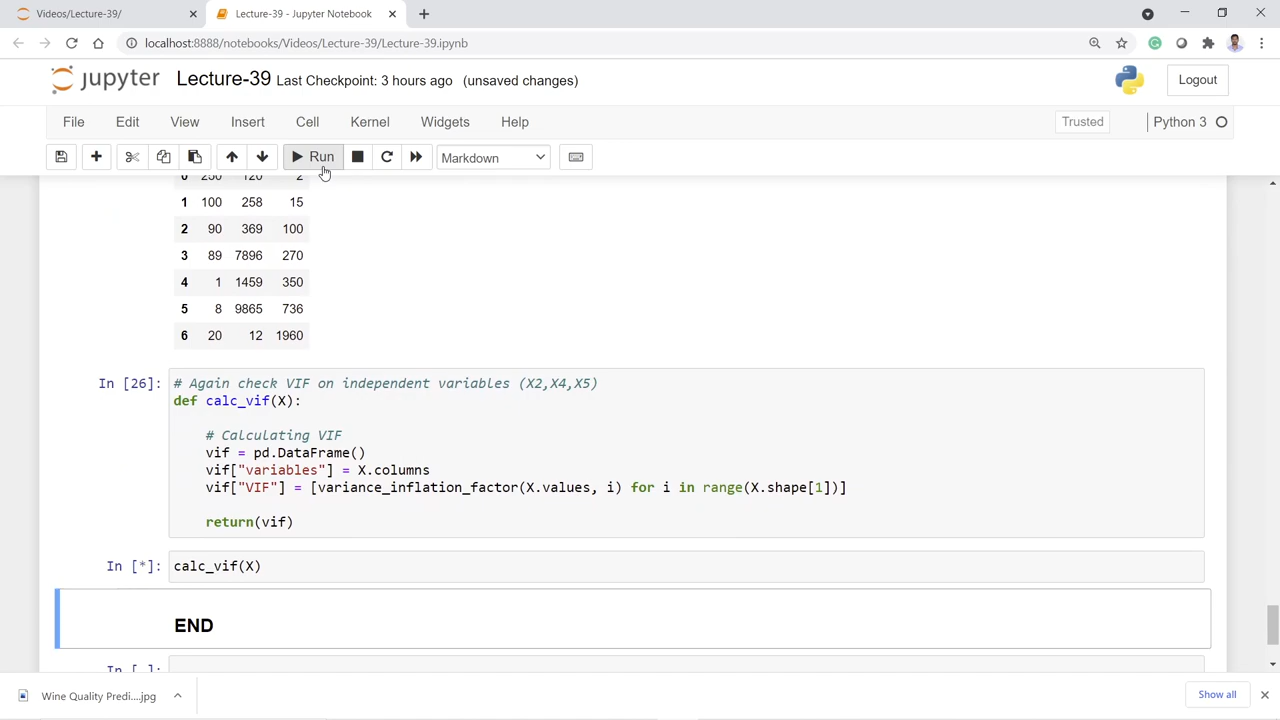 Videos/Lecture-39/
Lecture-39 - Jupyter Notebook
localhost:8888/notebooks/Videos/Lecture-39/Lecture-39.ipynb
jupyter Lecture-39 Last Checkpoint: 3 hours ago (unsaved changes)
Logout
File Edit View Insert Cell Kernel Widgets Help
Trusted
Python 3
Run
Markdown
0 250 120 2
1 100 258 15
2 90 369 100
3 89 7896 270
4 1 1459 350
5 8 9865 736
6 20 12 1960
In [26]: # Again check VIF on independent variables (X2,X4,X5)
def calc_vif(X):
# Calculating VIF
vif = pd.DataFrame()
vif["variables"] = X.columns
vif["VIF"] = [variance_inflation_factor(X.values, i) for i in range(X.shape[1])]
return(vif)
In [*]: calc_vif(X)
END
In [ ]:
Wine Quality Predi....jpg
Show all